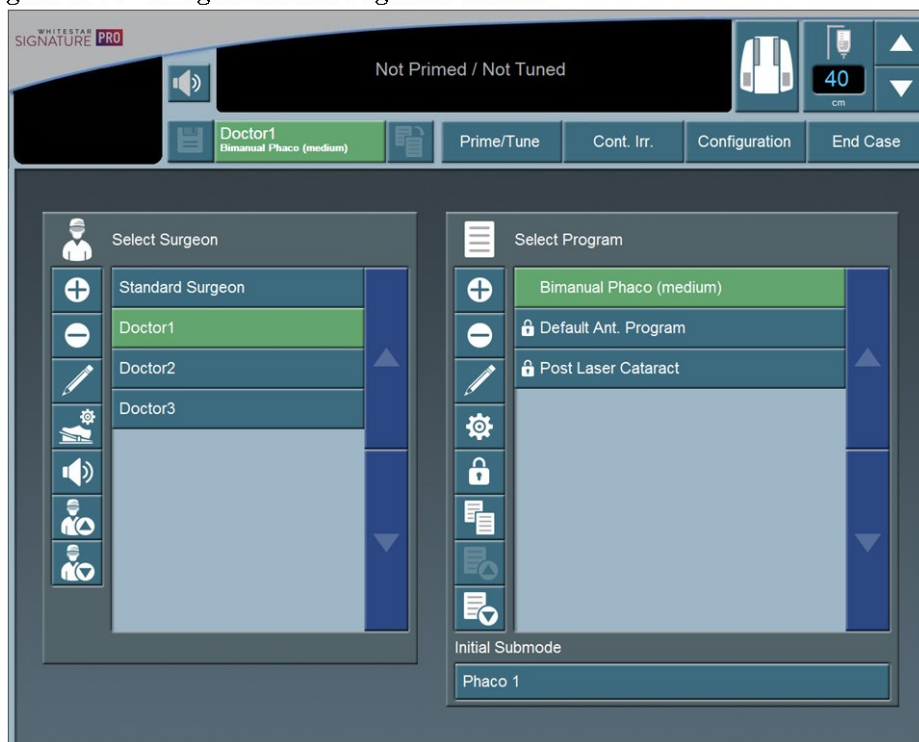 WHITESTAR
SIGNATURE PRO
Not Primed / Not Tuned
40
cm
Doctor1
Bimanual Phaco (medium)
Prime/Tune
Cont. Irr.
Configuration
End Case
Select Surgeon
Standard Surgeon
Doctor1
Doctor2
Doctor3
Select Program
Bimanual Phaco (medium)
Default Ant. Program
Post Laser Cataract
Initial Submode
Phaco 1